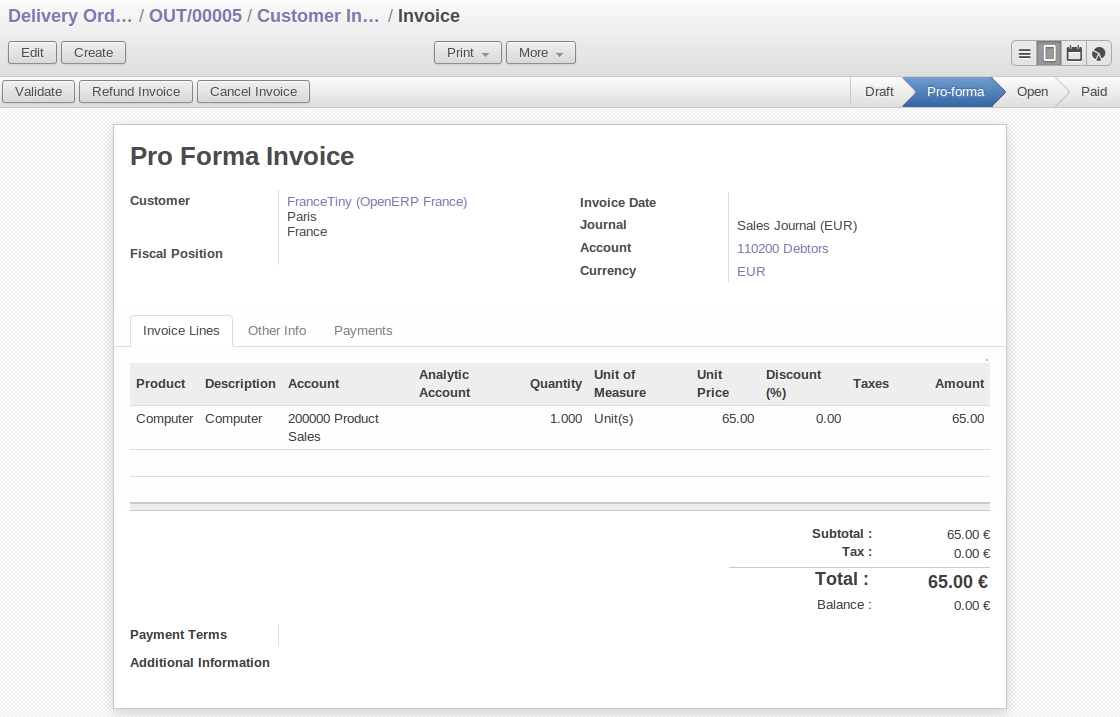 Delivery Ord... / OUT/00005 / Customer In... / Invoice
Edit Create Print More
Validate Refund Invoice Cancel Invoice Draft Pro-forma Open Paid
Pro Forma Invoice
Customer FranceTiny (OpenERP France)
Paris
France
Fiscal Position
Invoice Date
Journal Sales Journal (EUR)
Account 110200 Debtors
Currency EUR
Invoice Lines Other Info Payments
Product Description Account Analytic Account Quantity Unit of Measure Unit Price Discount (%) Taxes Amount
Computer Computer 200000 Product Sales 1.000 Unit(s) 65.00 0.00 65.00
Subtotal : 65.00 €
Tax : 0.00 €
Total : 65.00 €
Balance : 0.00 €
Payment Terms
Additional Information